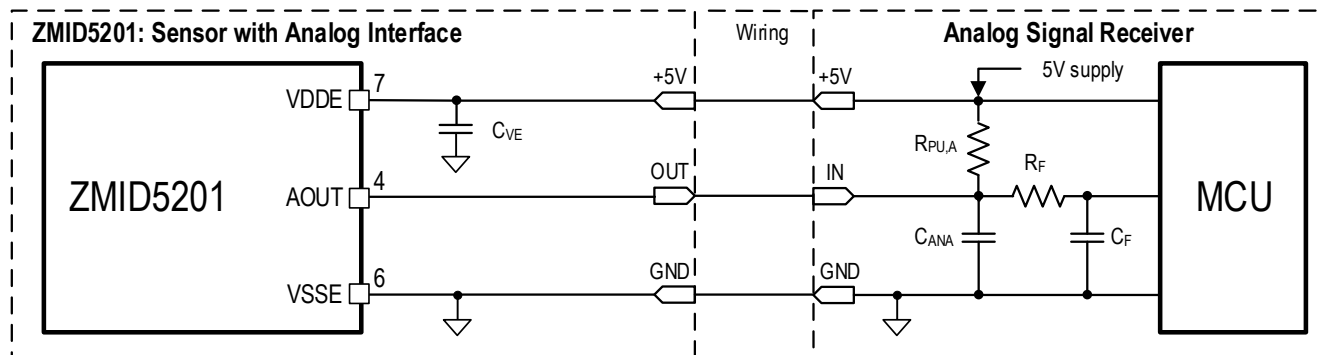 ZMID5201: Sensor with Analog Interface
Wiring
Analog Signal Receiver
7
VDDE
+5V
+5V
5V supply
CVE
RPU,A
RF
ZMID5201
4
AOUT
OUT
IN
MCU
CANA
CF
6
VSSE
GND
GND